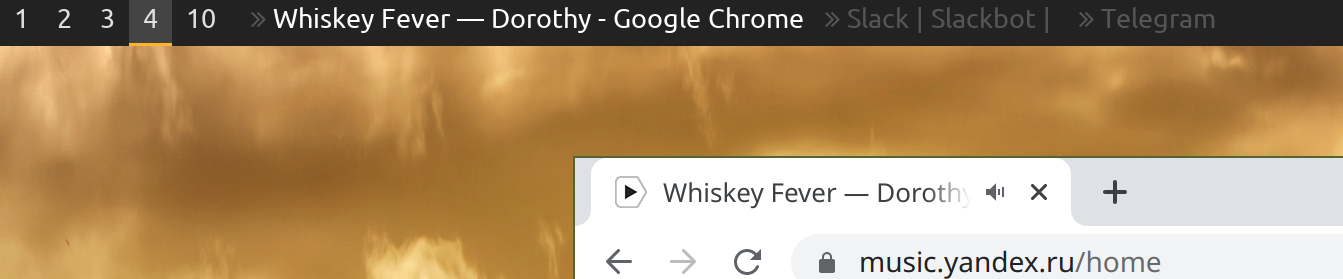 1 2 3 4 10 » Whiskey Fever — Dorothy - Google Chrome » Slack | Slackbot | » Telegram
Whiskey Fever — Dorothy
music.yandex.ru/home